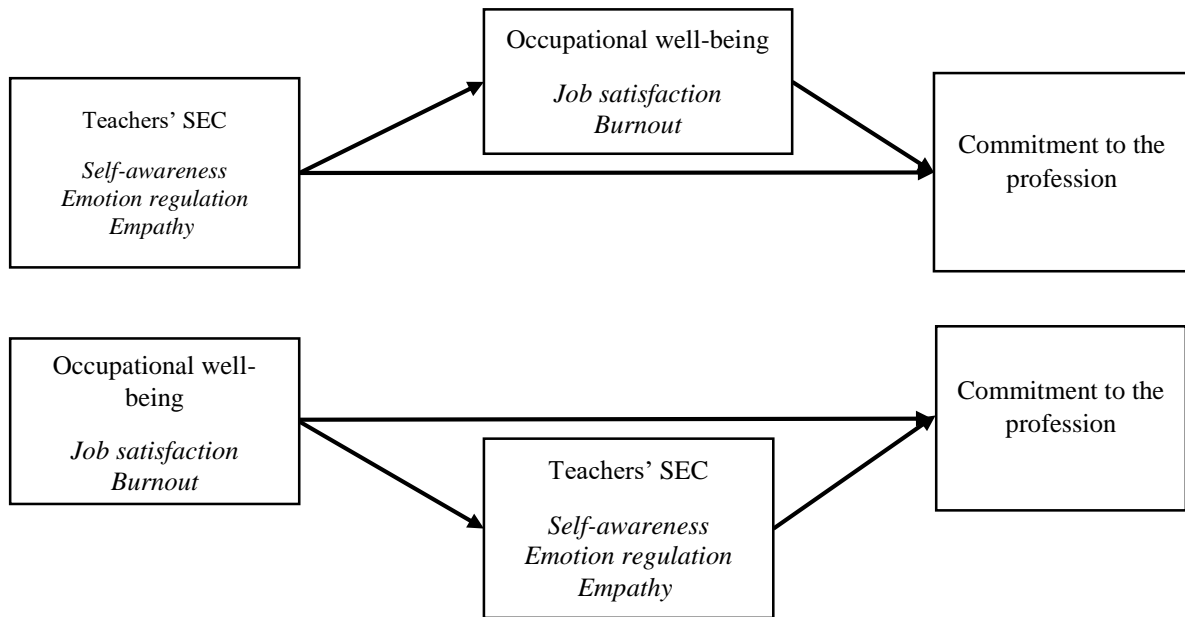 Occupational well-being
Job satisfaction
Burnout
Teachers’ SEC
Self-awareness
Emotion regulation
Empathy
Commitment to the
profession
Occupational well-
being
Job satisfaction
Burnout
Teachers’ SEC
Self-awareness
Emotion regulation
Empathy
Commitment to the
profession